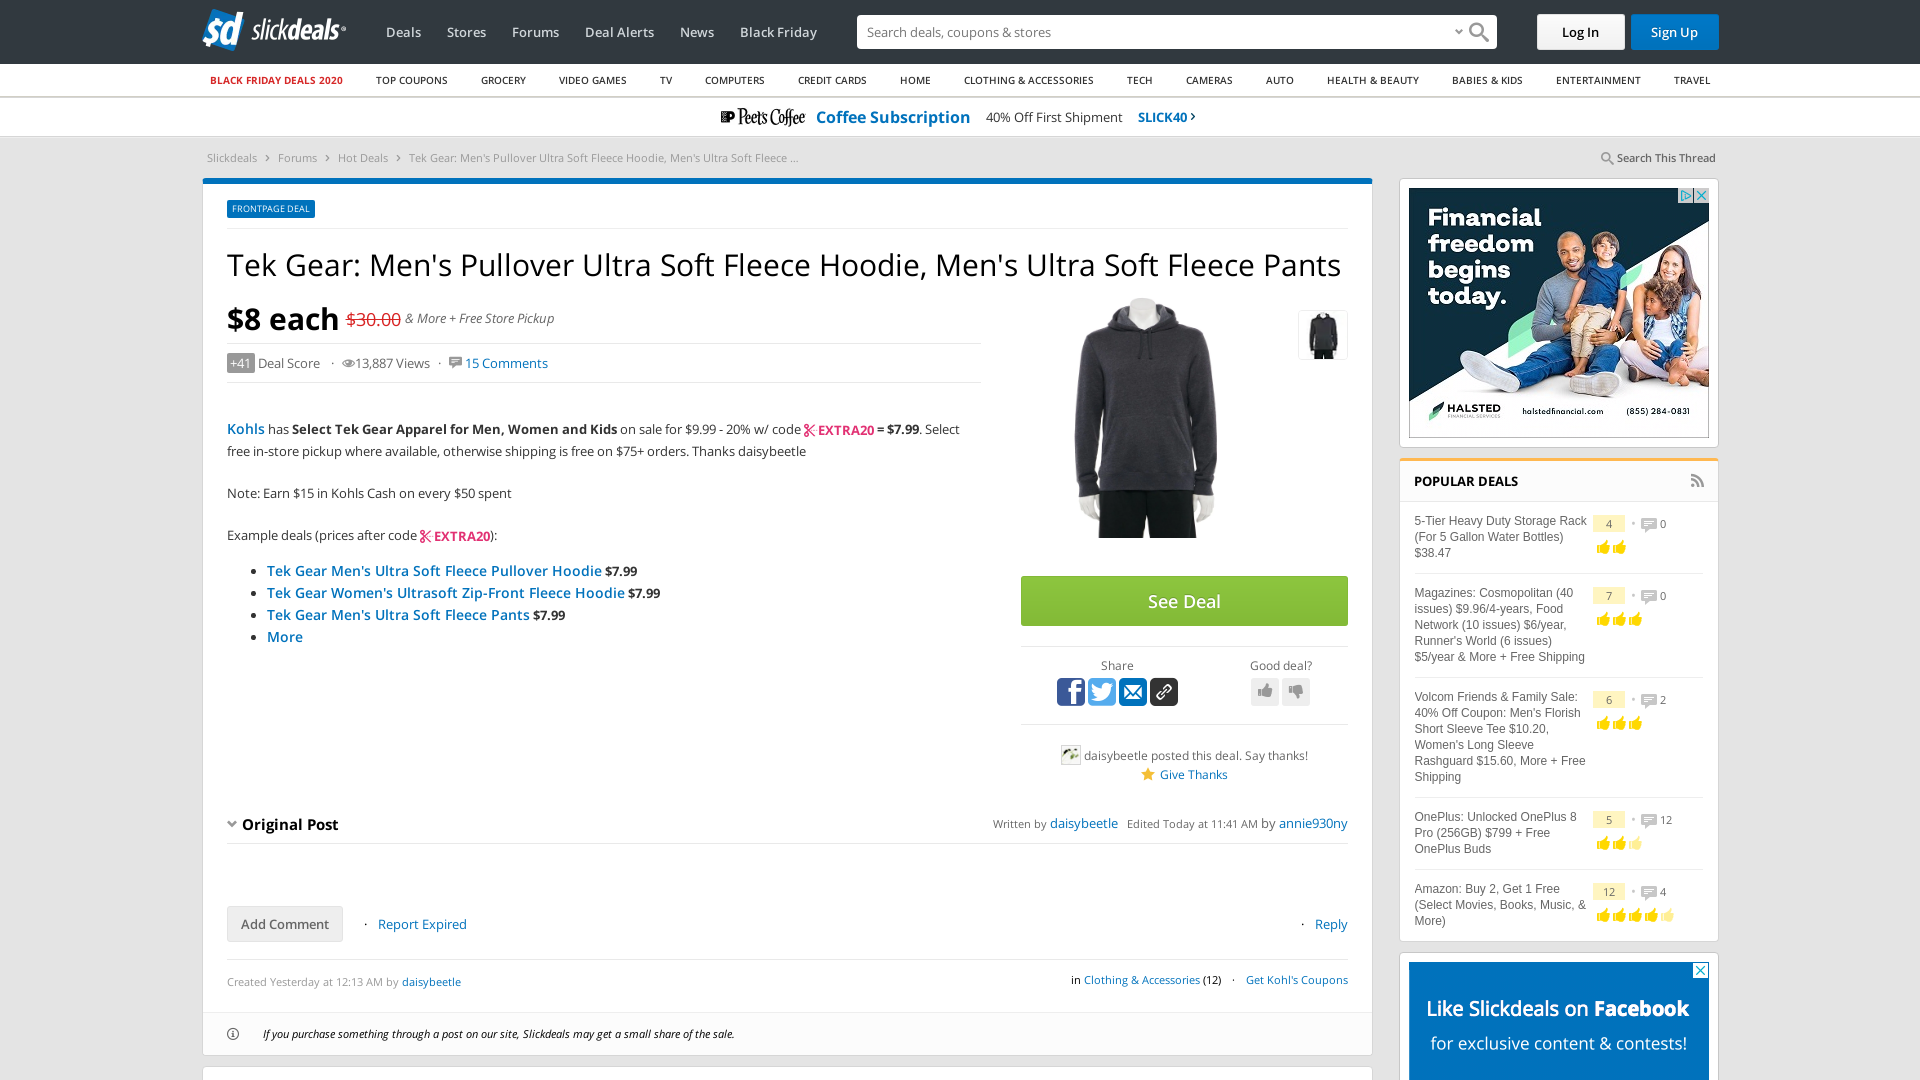 slickdeals
Deals
Stores
Forums
Deal Alerts
News
Black Friday
Search deals, coupons & stores
Log In
Sign Up
BLACK FRIDAY DEALS 2020
TOP COUPONS
GROCERY
VIDEO GAMES
TV
COMPUTERS
CREDIT CARDS
HOME
CLOTHING & ACCESSORIES
TECH
CAMERAS
AUTO
HEALTH & BEAUTY
BABIES & KIDS
ENTERTAINMENT
TRAVEL
Peet's Coffee Coffee Subscription 40% Off First Shipment SLICK40
Slickdeals > Forums > Hot Deals > Tek Gear: Men's Pullover Ultra Soft Fleece Hoodie, Men's Ultra Soft Fleece ...
Search This Thread
FRONTPAGE DEAL
Tek Gear: Men's Pullover Ultra Soft Fleece Hoodie, Men's Ultra Soft Fleece Pants
$8 each $30.00 & More + Free Store Pickup
+41 Deal Score · 13,887 Views · 15 Comments
Kohls has Select Tek Gear Apparel for Men, Women and Kids on sale for $9.99 - 20% w/ code EXTRA20 = $7.99. Select
free in-store pickup where available, otherwise shipping is free on $75+ orders. Thanks daisybeetle
Note: Earn $15 in Kohls Cash on every $50 spent
Example deals (prices after code EXTRA20):
Tek Gear Men's Ultra Soft Fleece Pullover Hoodie $7.99
Tek Gear Women's Ultrasoft Zip-Front Fleece Hoodie $7.99
Tek Gear Men's Ultra Soft Fleece Pants $7.99
More
See Deal
Share
Good deal?
daisybeetle posted this deal. Say thanks!
Give Thanks
Original Post
Written by daisybeetle Edited Today at 11:41 AM by annie930ny
Add Comment · Report Expired
· Reply
Created Yesterday at 12:13 AM by daisybeetle
in Clothing & Accessories (12) · Get Kohl's Coupons
If you purchase something through a post on our site, Slickdeals may get a small share of the sale.
Financial
freedom
begins
today.
HALSTED
FINANCIAL SERVICES
halstedfinancial.com
(855) 284-0831
POPULAR DEALS
5-Tier Heavy Duty Storage Rack
(For 5 Gallon Water Bottles)
$38.47
4 · 0
Magazines: Cosmopolitan (40
issues) $9.96/4-years, Food
Network (10 issues) $6/year,
Runner's World (6 issues)
$5/year & More + Free Shipping
7 · 0
Volcom Friends & Family Sale:
40% Off Coupon: Men's Florish
Short Sleeve Tee $10.20,
Women's Long Sleeve
Rashguard $15.60, More + Free
Shipping
6 · 2
OnePlus: Unlocked OnePlus 8
Pro (256GB) $799 + Free
OnePlus Buds
5 · 12
Amazon: Buy 2, Get 1 Free
(Select Movies, Books, Music, &
More)
12 · 4
Like Slickdeals on Facebook
for exclusive content & contests!